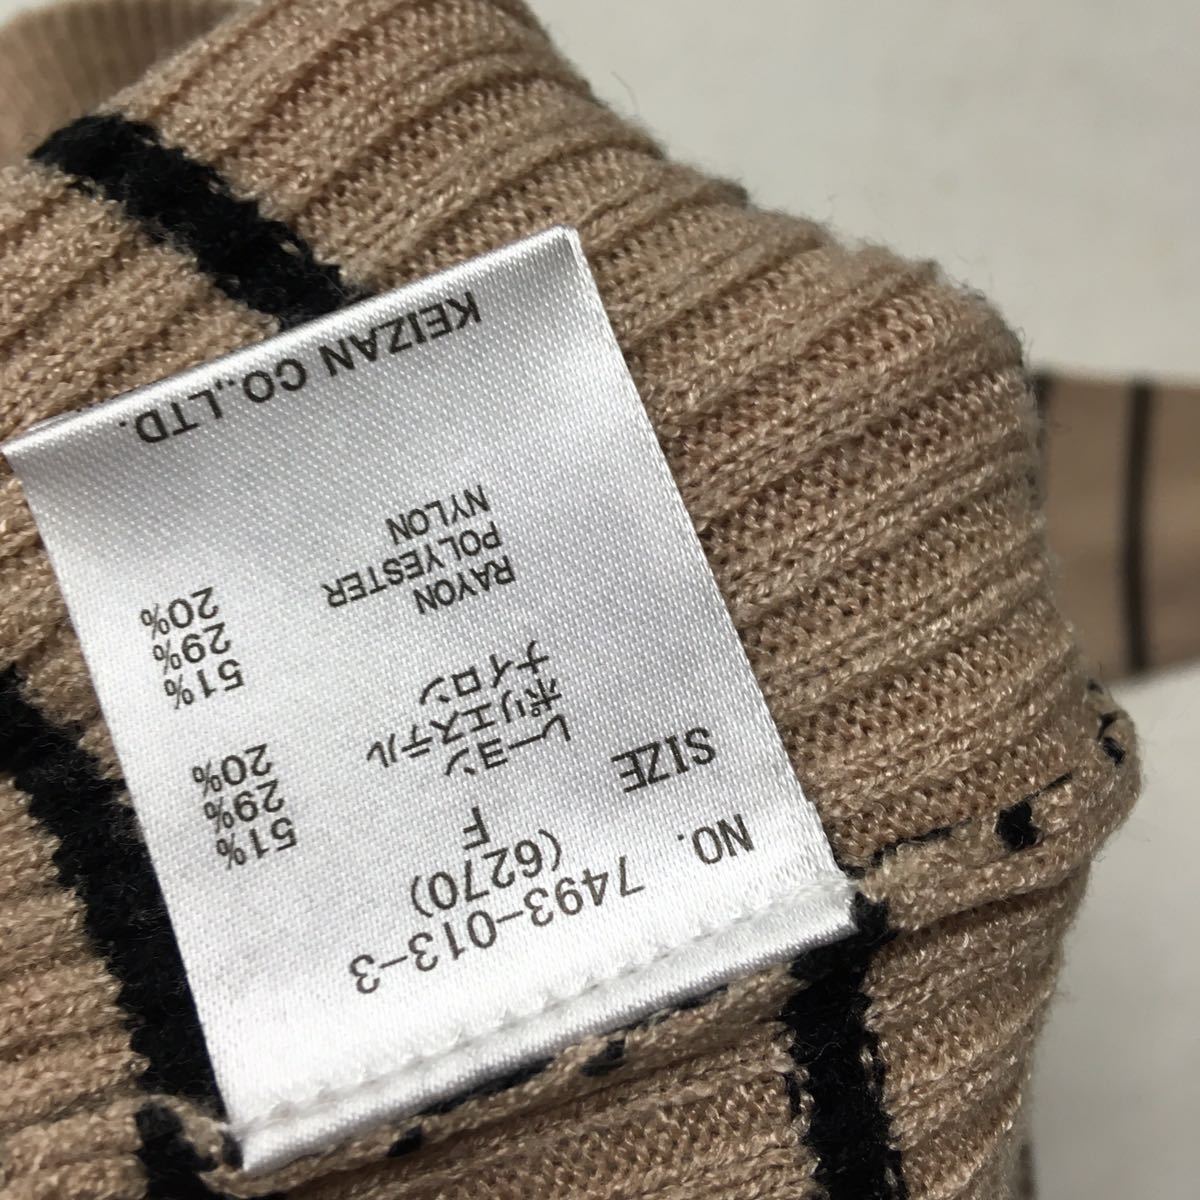 NO. 7493-013-3
(6270)
SIZE F
レーヨン 51%
ポリエステル 29%
ナイロン 20%
RAYON 51%
POLYESTER 29%
NYLON 20%
KEIZAN CO.,LTD.